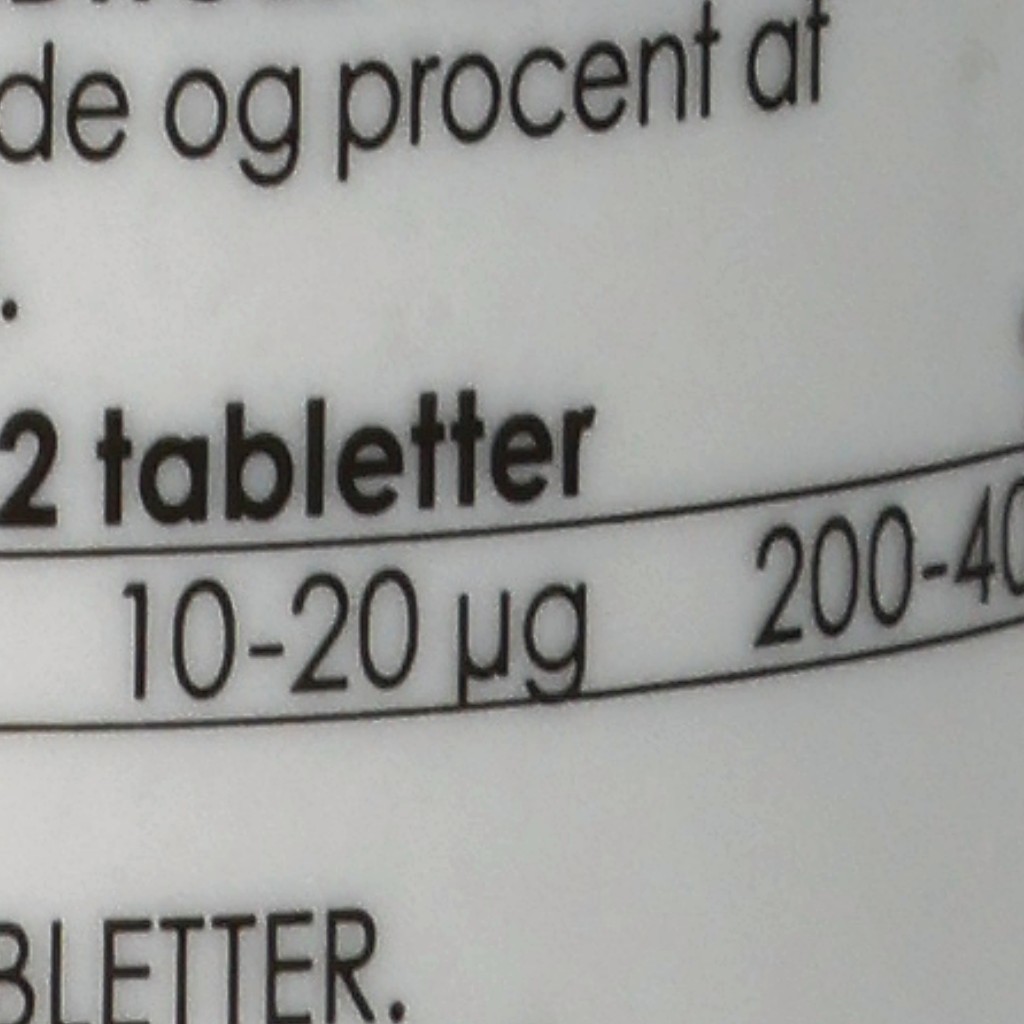 de og procent af
.
2 tabletter
10-20 µg 200-40
BLETTER.